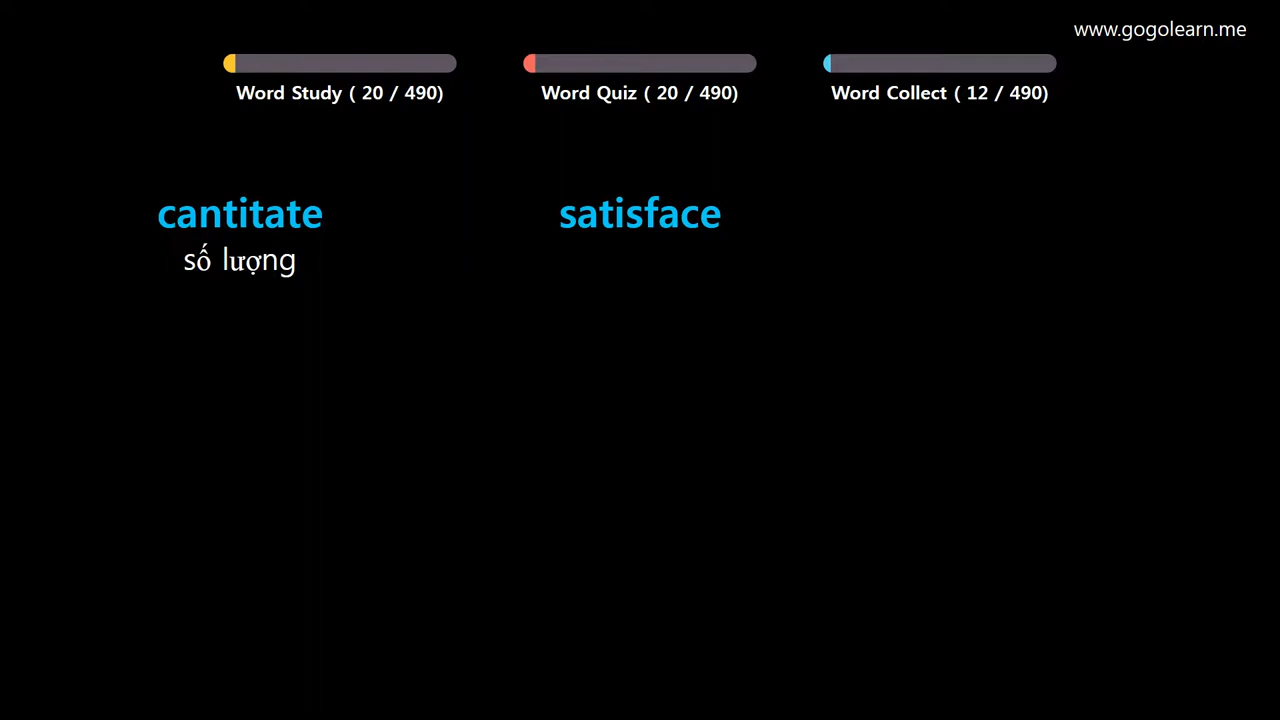 www.gogolearn.me
Word Study ( 20 / 490)
Word Quiz ( 20 / 490)
Word Collect ( 12 / 490)
cantitate
số lượng
satisface